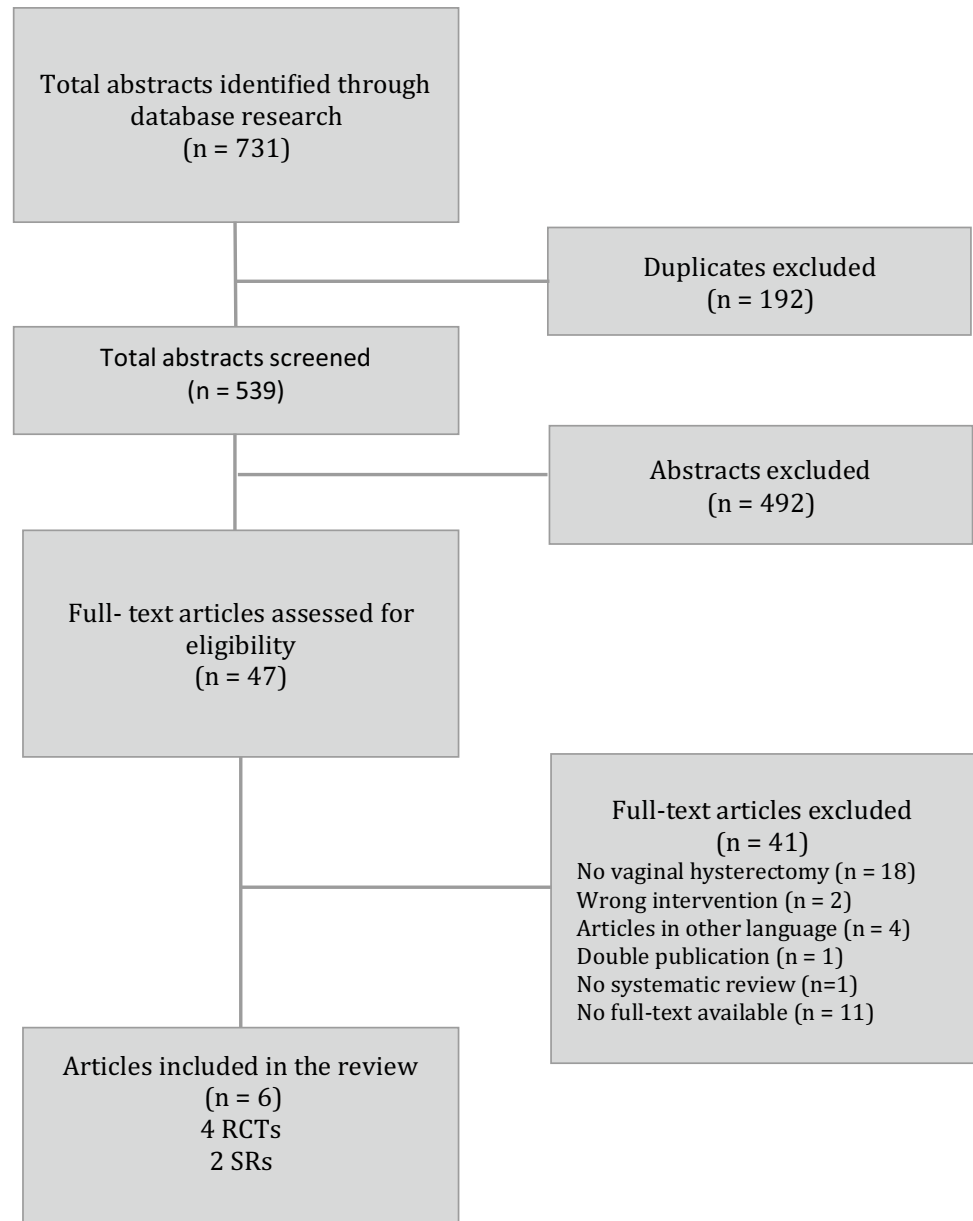 Total abstracts identified through
database research
(n = 731)
Duplicates excluded
(n = 192)
Total abstracts screened
(n = 539)
Abstracts excluded
(n = 492)
Full- text articles assessed for
eligibility
(n = 47)
Full-text articles excluded
(n = 41)
No vaginal hysterectomy (n = 18)
Wrong intervention (n = 2)
Articles in other language (n = 4)
Double publication (n = 1)
No systematic review (n=1)
No full-text available (n = 11)
Articles included in the review
(n = 6)
4 RCTs
2 SRs